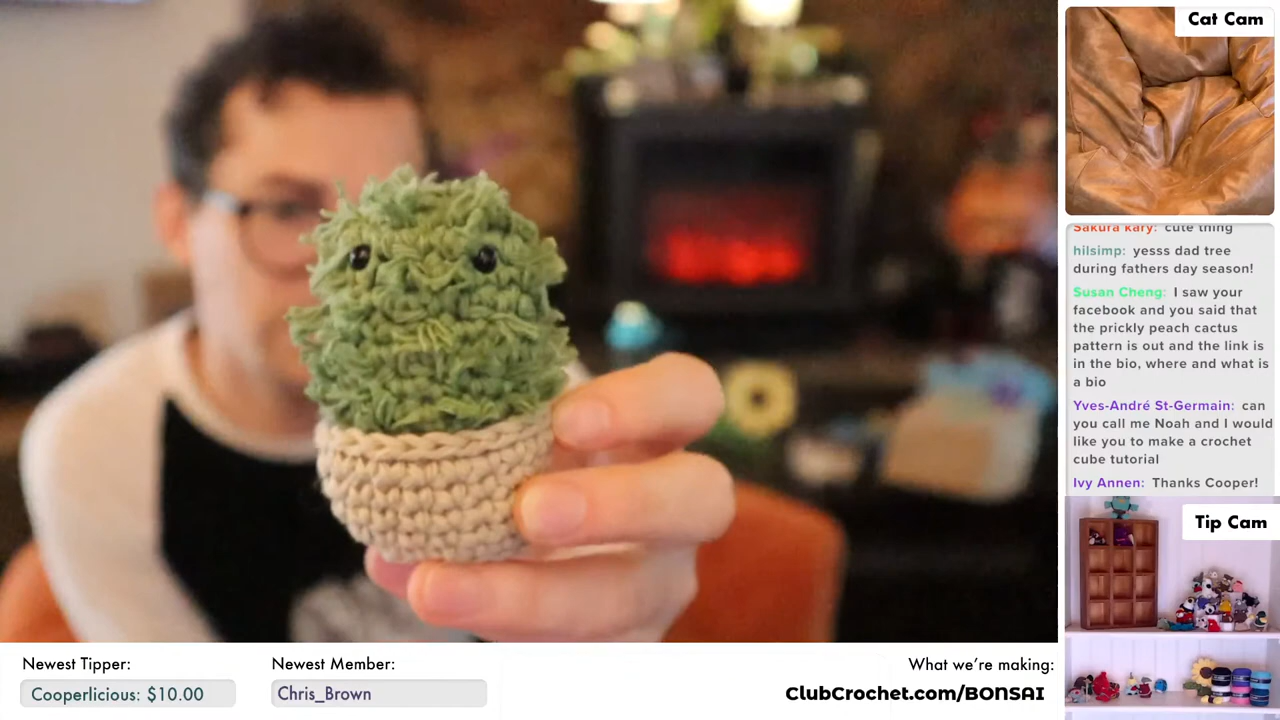 Cat Cam
Sakura kary: cute thing
hilsimp: yesss dad tree
during fathers day season!
Susan Cheng: I saw your
facebook and you said that
the prickly peach cactus
pattern is out and the link is
in the bio, where and what is
a bio
Yves-André St-Germain: can
you call me Noah and I would
like you to make a crochet
cube tutorial
Ivy Annen: Thanks Cooper!
Tip Cam
Newest Tipper:
Cooperlicious: $10.00
Newest Member:
Chris_Brown
What we're making:
ClubCrochet.com/BONSAI